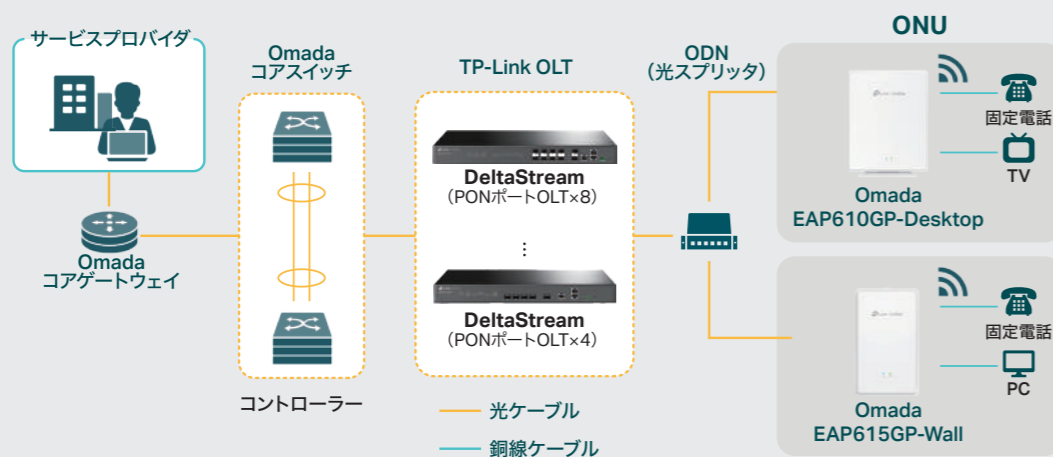 サービスプロバイダ
Omada
コアゲートウェイ
Omada
コアスイッチ
コントローラー
TP-Link OLT
DeltaStream
（PONポートOLT×8）
⋮
DeltaStream
（PONポートOLT×4）
光ケーブル
銅線ケーブル
ODN
（光スプリッタ）
ONU
固定電話
TV
Omada
EAP610GP-Desktop
固定電話
PC
Omada
EAP615GP-Wall